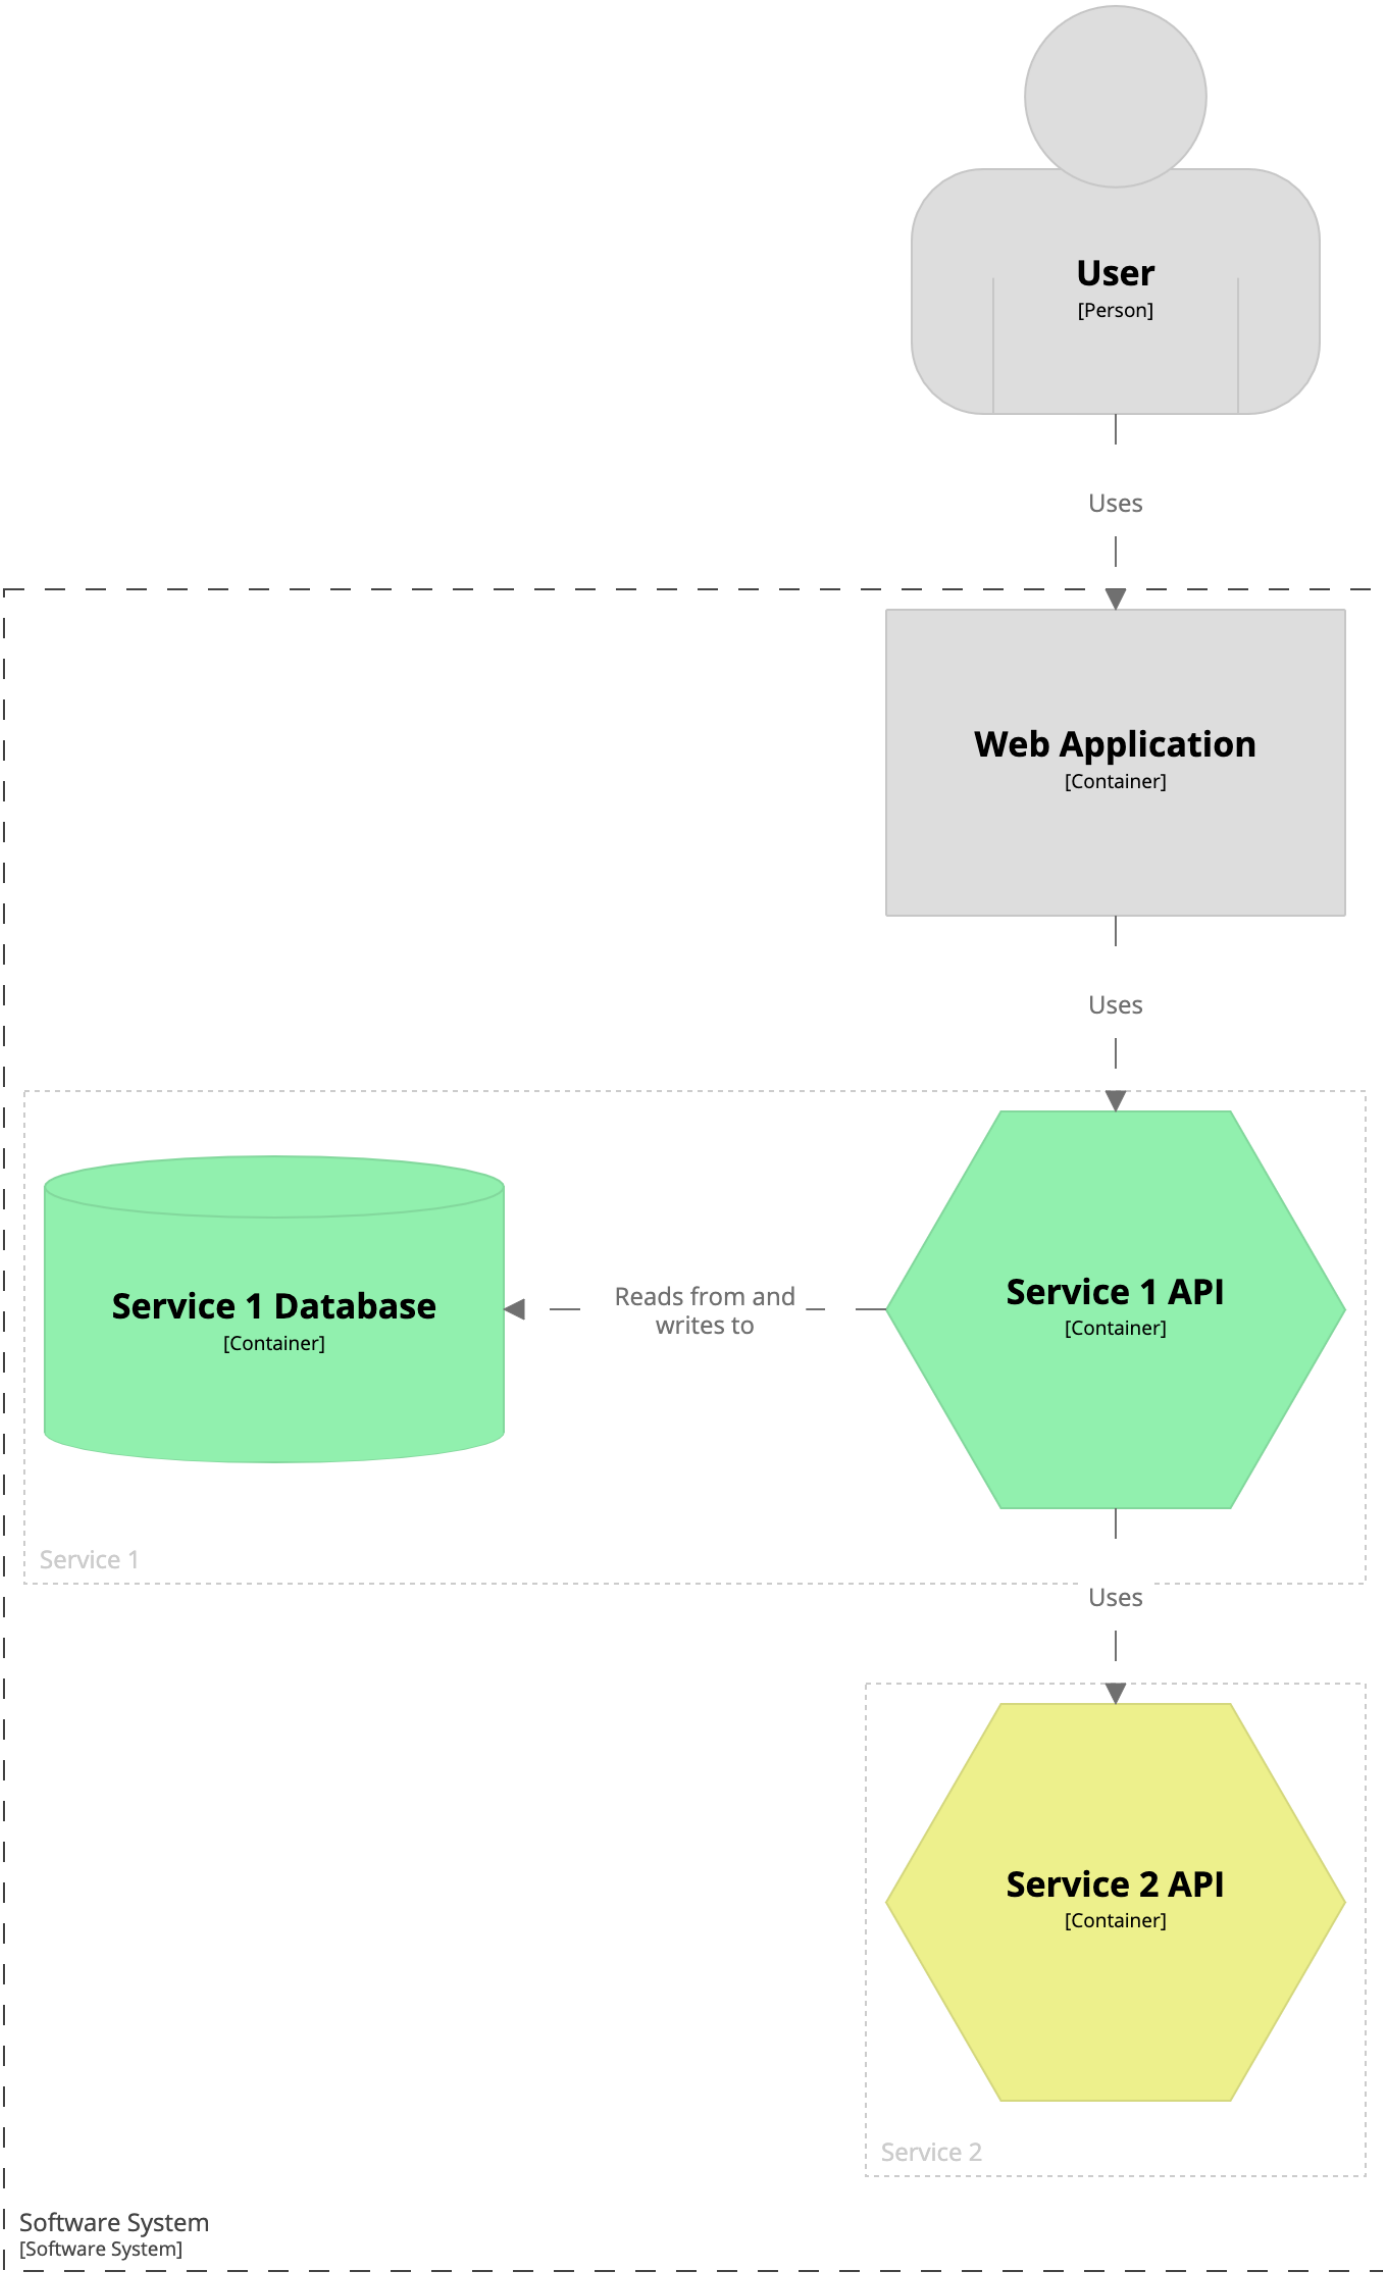 User
[Person]
Uses
Web Application
[Container]
Uses
Service 1 Database
[Container]
Reads from and
writes to
Service 1 API
[Container]
Service 1
Uses
Service 2 API
[Container]
Service 2
Software System
[Software System]